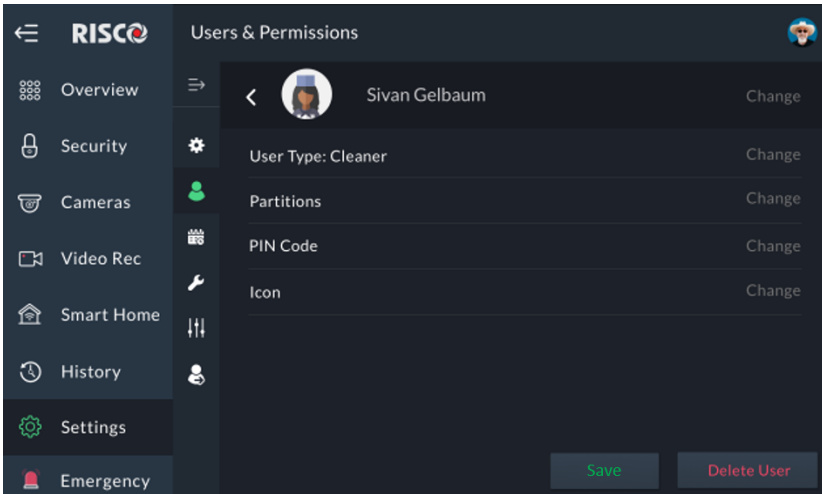 RISCO
Users & Permissions
Overview
Security
Cameras
Video Rec
Smart Home
History
Settings
Emergency
Sivan Gelbaum
Change
User Type: Cleaner
Change
Partitions
Change
PIN Code
Change
Icon
Change
Save
Delete User